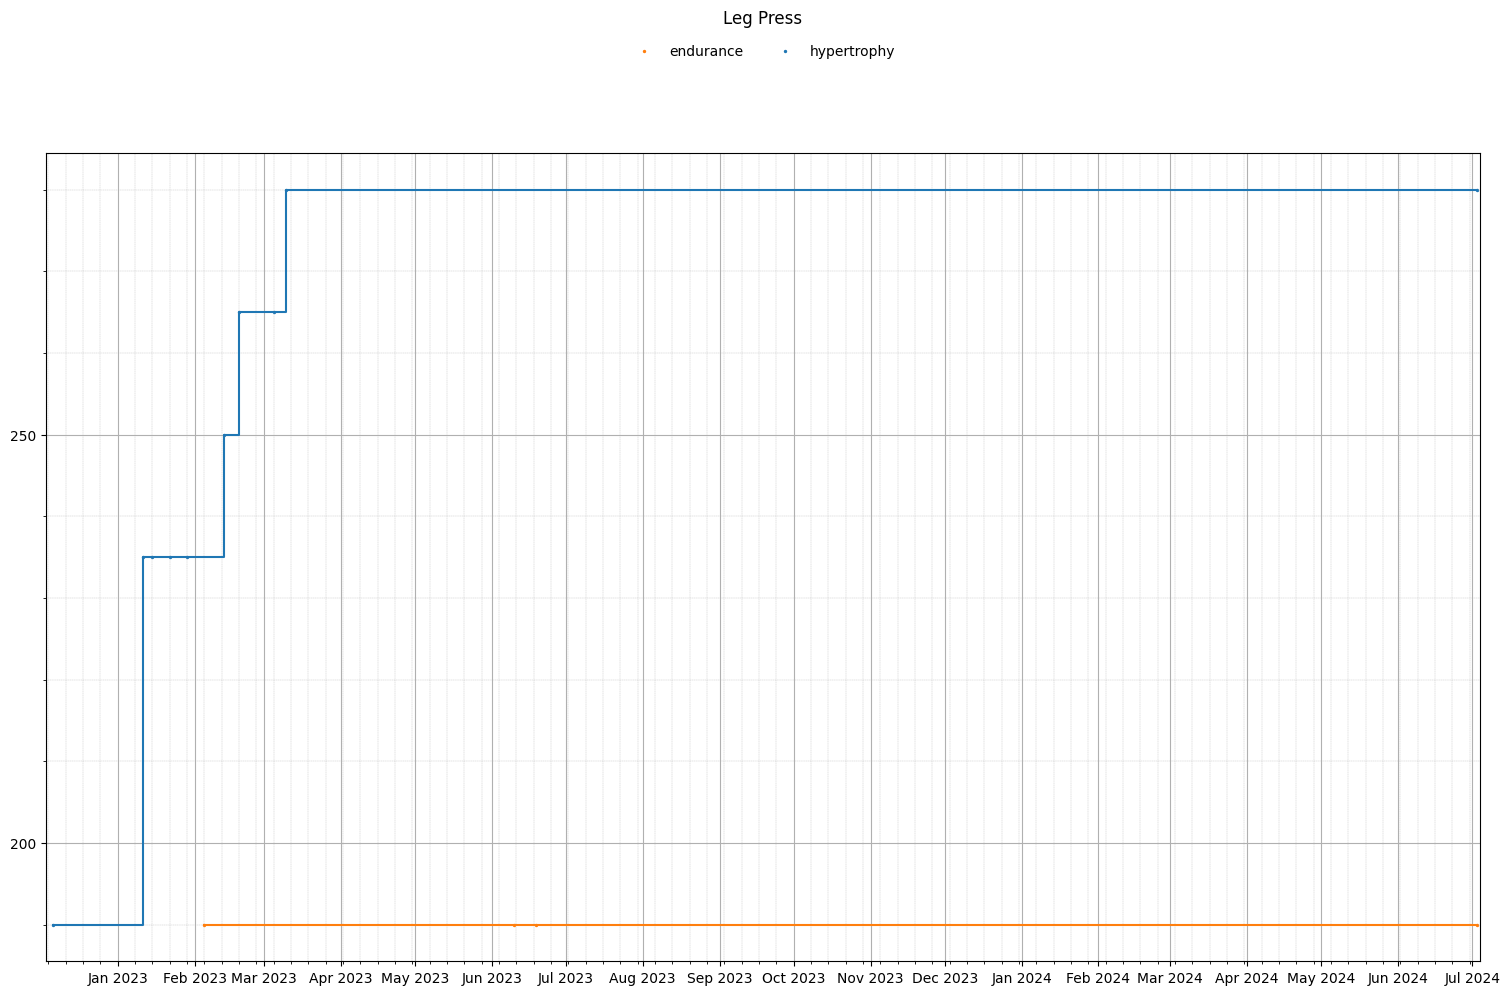 Leg Press
endurance hypertrophy
250
200
Jan 2023 Feb 2023 Mar 2023 Apr 2023 May 2023 Jun 2023 Jul 2023 Aug 2023 Sep 2023 Oct 2023 Nov 2023 Dec 2023 Jan 2024 Feb 2024 Mar 2024 Apr 2024 May 2024 Jun 2024 Jul 2024